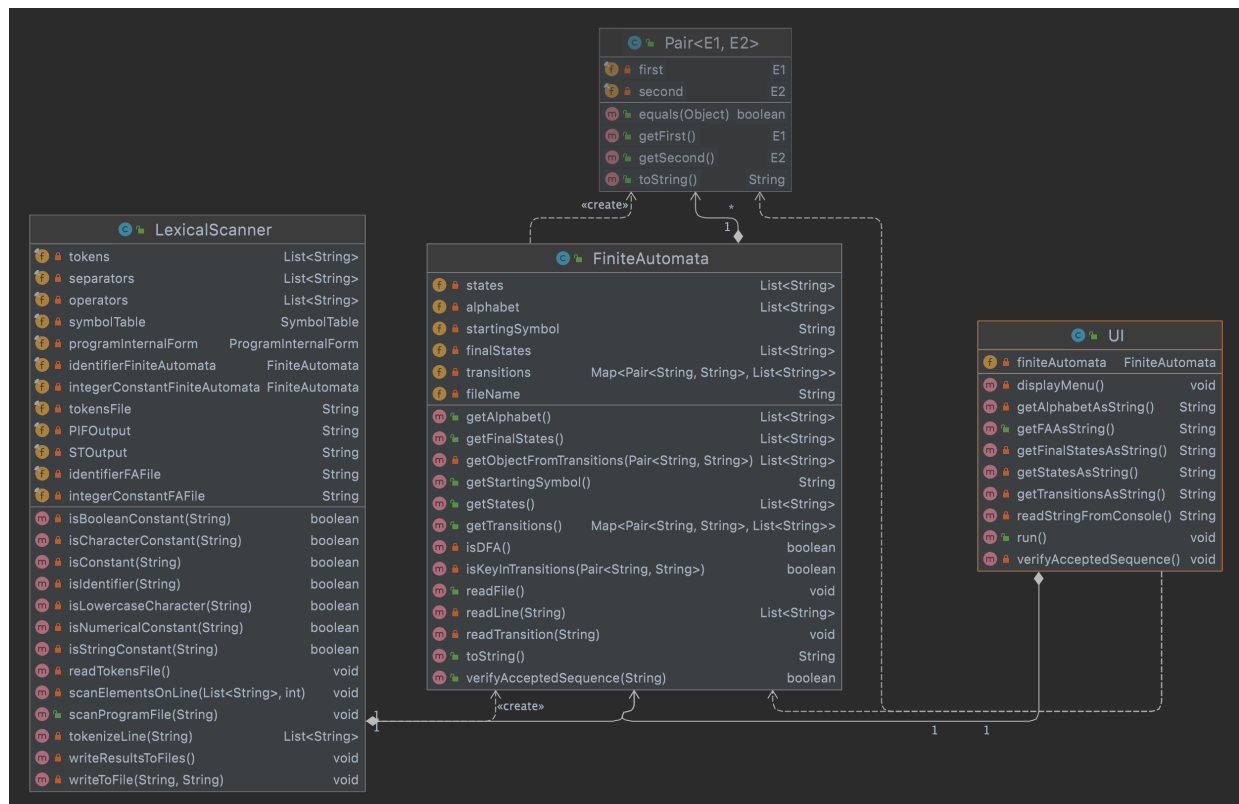 Pair<E1, E2>
first E1
second E2
equals(Object) boolean
getFirst() E1
getSecond() E2
toString() String
«create»
*
1
LexicalScanner
tokens List<String>
separators List<String>
operators List<String>
symbolTable SymbolTable
programInternalForm ProgramInternalForm
identifierFiniteAutomata FiniteAutomata
integerConstantFiniteAutomata FiniteAutomata
tokensFile String
PIFOutput String
STOutput String
identifierFAFile String
integerConstantFAFile String
isBooleanConstant(String) boolean
isCharacterConstant(String) boolean
isConstant(String) boolean
isIdentifier(String) boolean
isLowercaseCharacter(String) boolean
isNumericalConstant(String) boolean
isStringConstant(String) boolean
readTokensFile() void
scanElementsOnLine(List<String>, int) void
scanProgramFile(String) void
tokenizeLine(String) List<String>
writeResultsToFiles() void
writeToFile(String, String) void
FiniteAutomata
states List<String>
alphabet List<String>
startingSymbol String
finalStates List<String>
transitions Map<Pair<String, String>, List<String>>
fileName String
getAlphabet() List<String>
getFinalStates() List<String>
getObjectFromTransitions(Pair<String, String>) List<String>
getStartingSymbol() String
getStates() List<String>
getTransitions() Map<Pair<String, String>, List<String>>
isDFA() boolean
isKeyInTransitions(Pair<String, String>) boolean
readFile() void
readLine(String) List<String>
readTransition(String) void
toString() String
verifyAcceptedSequence(String) boolean
UI
finiteAutomata FiniteAutomata
displayMenu() void
getAlphabetAsString() String
getFAAsString() String
getFinalStatesAsString() String
getStatesAsString() String
getTransitionsAsString() String
readStringFromConsole() String
run() void
verifyAcceptedSequence() void
«create»
1
1
1 1